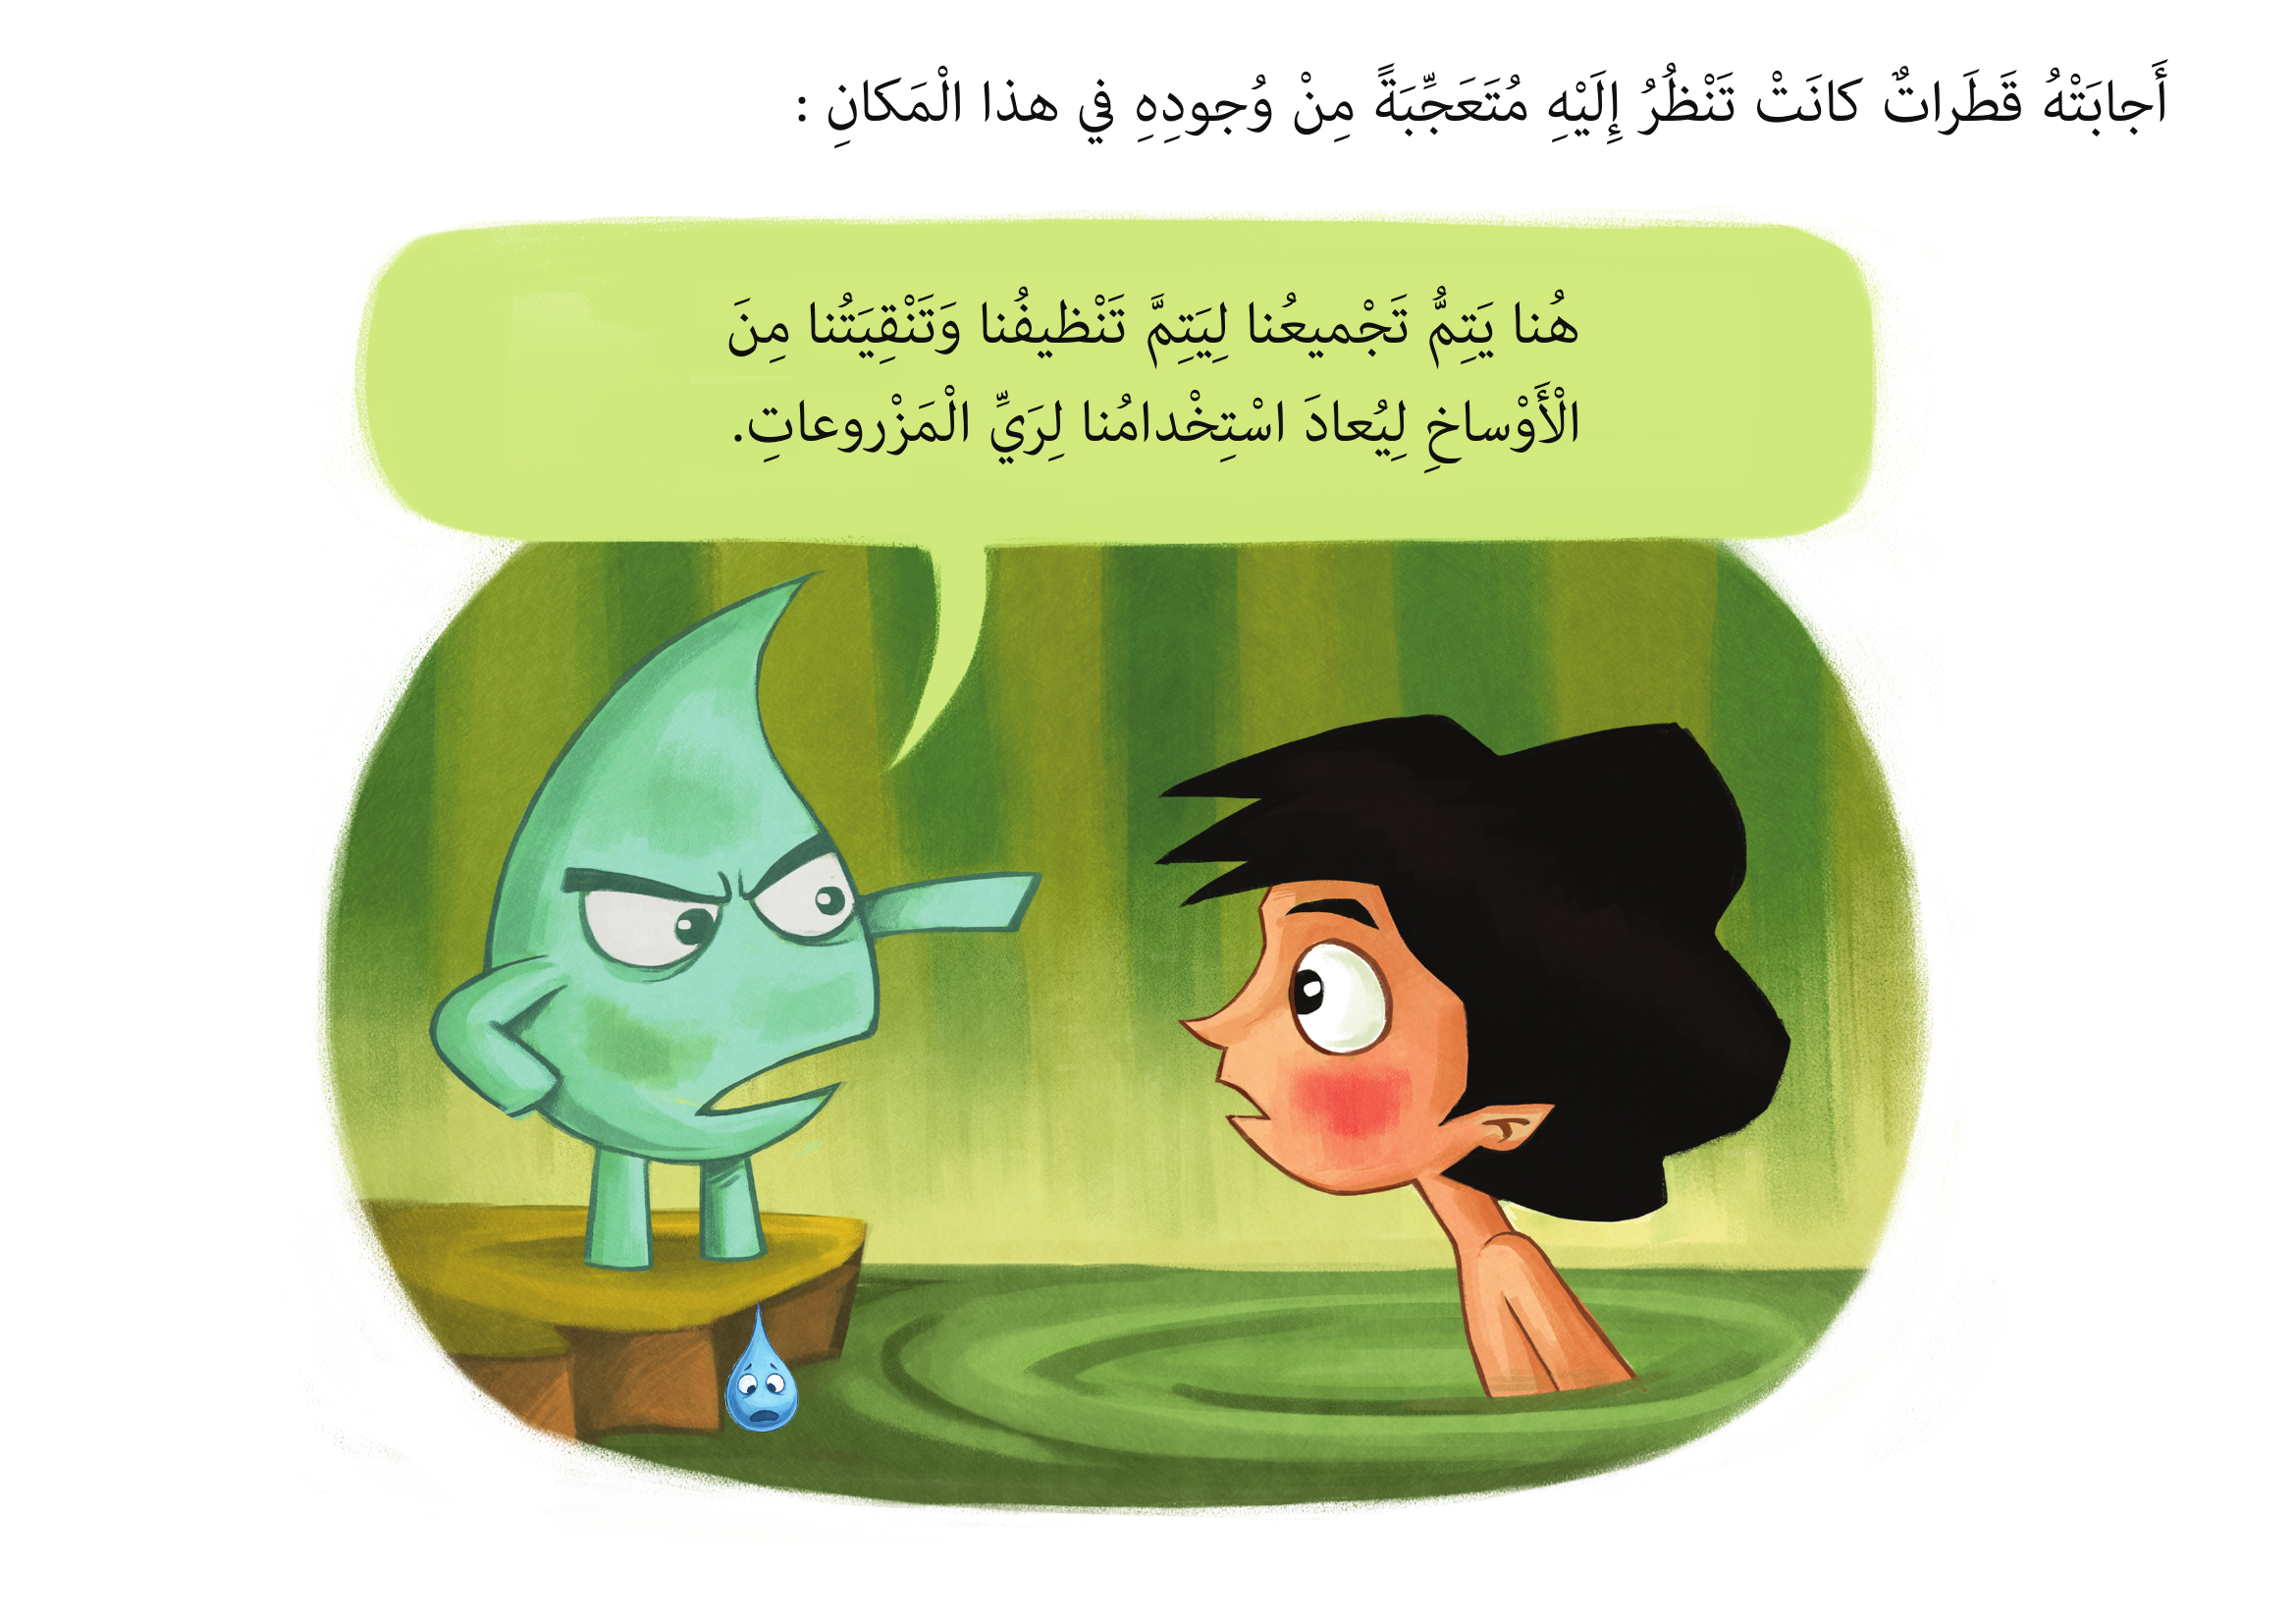 أَجابَتْهُ قَطَراتٌ كانَتْ تَنْظُرُ إِلَيْهِ مُتَعَجِّبَةً مِنْ وُجودِهِ في هذا الْمَكانِ :
هُنا يَتِمُّ تَجْميعُنا لِيَتِمَّ تَنْظيفُنا وَتَنْقِيَتُنا مِنَ
الْأَوْساخِ لِيُعادَ اسْتِخْدامُنا لِرَيِّ الْمَزْروعاتِ.